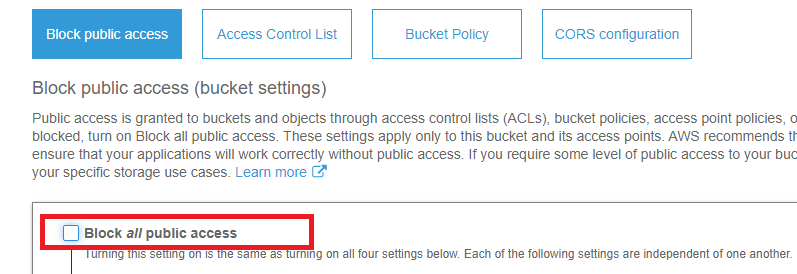 Block public access
Access Control List
Bucket Policy
CORS configuration
Block public access (bucket settings)
Public access is granted to buckets and objects through access control lists (ACLs), bucket policies, access point policies, o
blocked, turn on Block all public access. These settings apply only to this bucket and its access points. AWS recommends th
ensure that your applications will work correctly without public access. If you require some level of public access to your buc
your specific storage use cases. Learn more
Block all public access
Turning this setting on is the same as turning on all four settings below. Each of the following settings are independent of one another.